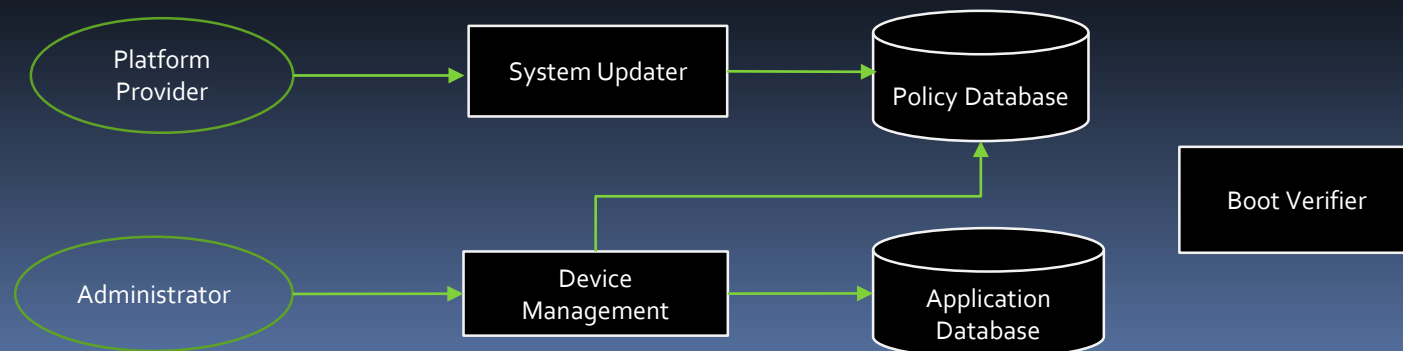 Platform
Provider
System Updater
Policy Database
Boot Verifier
Administrator
Device
Management
Application
Database